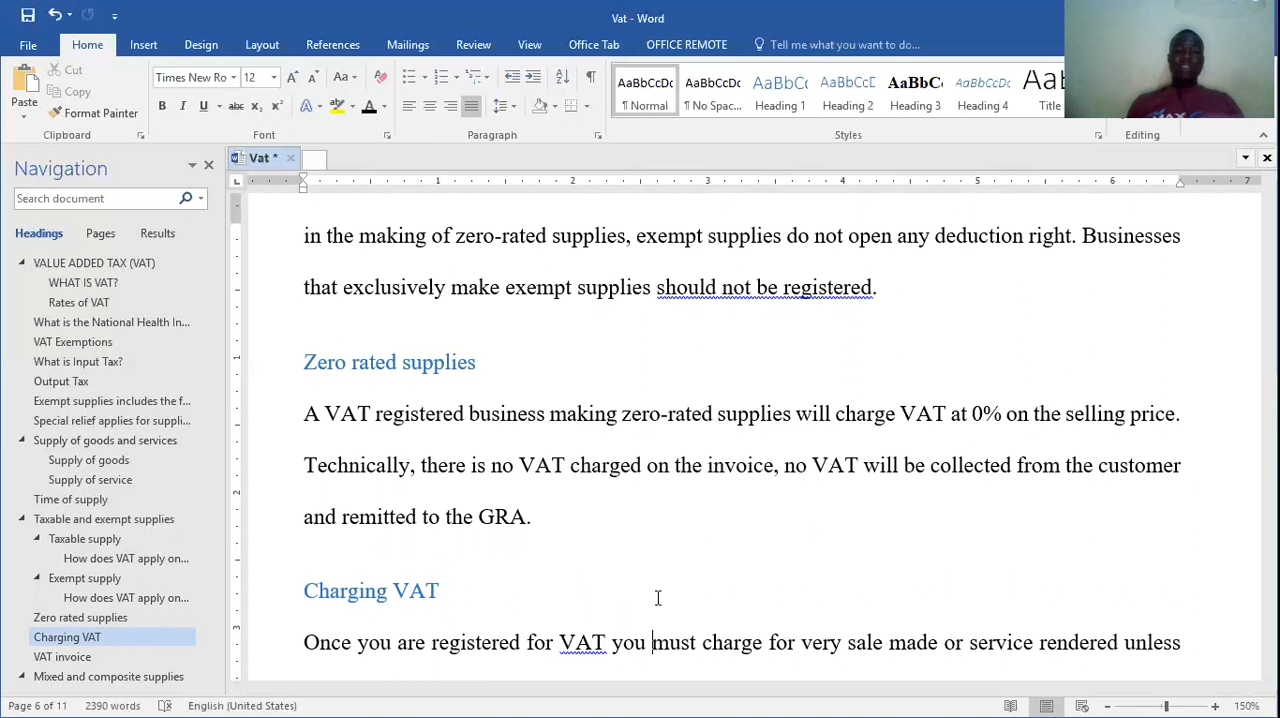 Vat - Word
File Home Insert Design Layout References Mailings Review View Office Tab OFFICE REMOTE Tell me what you want to do...
Paste
Cut
Copy
Format Painter
Clipboard
Times New Ro 12
Font
Paragraph
AaBbCcDc AaBbCcDc AaBbCc AaBbCcD AaBbC AaBbCcD AaB
¶ Normal ¶ No Spac... Heading 1 Heading 2 Heading 3 Heading 4 Title
Styles
Editing
Vat *
Navigation
Search document
Headings Pages Results
VALUE ADDED TAX (VAT)
WHAT IS VAT?
Rates of VAT
What is the National Health In...
VAT Exemptions
What is Input Tax?
Output Tax
Exempt supplies includes the f...
Special relief applies for suppli...
Supply of goods and services
Supply of goods
Supply of service
Time of supply
Taxable and exempt supplies
Taxable supply
How does VAT apply on...
Exempt supply
How does VAT apply on...
Zero rated supplies
Charging VAT
VAT invoice
Mixed and composite supplies
1 2 3 4 5 6 7
in the making of zero-rated supplies, exempt supplies do not open any deduction right. Businesses
that exclusively make exempt supplies should not be registered.
Zero rated supplies
A VAT registered business making zero-rated supplies will charge VAT at 0% on the selling price.
Technically, there is no VAT charged on the invoice, no VAT will be collected from the customer
and remitted to the GRA.
Charging VAT
Once you are registered for VAT you must charge for very sale made or service rendered unless
Page 6 of 11 2390 words English (United States) 150%